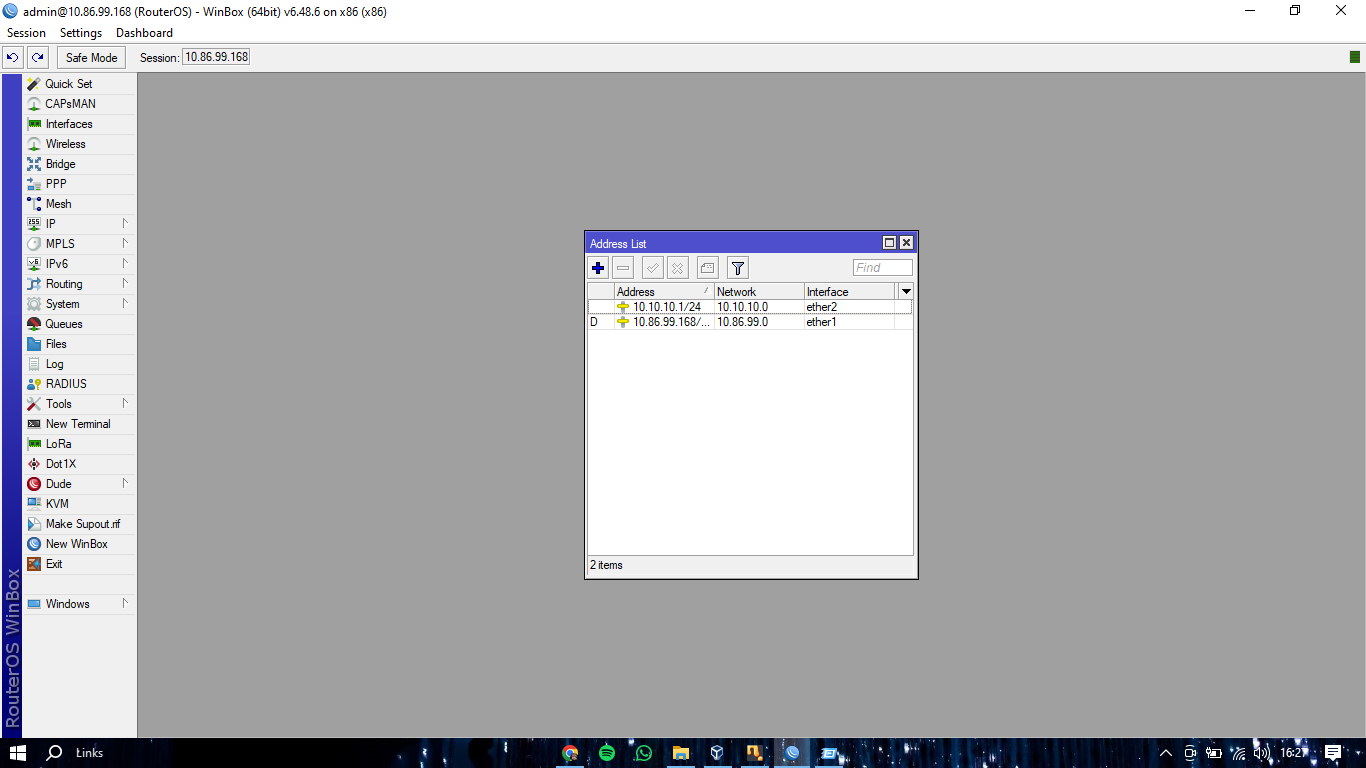 admin@10.86.99.168 (RouterOS) - WinBox (64bit) v6.48.6 on x86 (x86)
Session Settings Dashboard
Safe Mode Session: 10.86.99.168
Quick Set
CAPsMAN
Interfaces
Wireless
Bridge
PPP
Mesh
IP
MPLS
IPv6
Routing
System
Queues
Files
Log
RADIUS
Tools
New Terminal
LoRa
Dot1X
Dude
KVM
Make Supout.rif
New WinBox
Exit
Windows
RouterOS WinBox
Address List
Find
Address Network Interface
10.10.10.1/24 10.10.10.0 ether2
D 10.86.99.168/... 10.86.99.0 ether1
2 items
Links
16:27